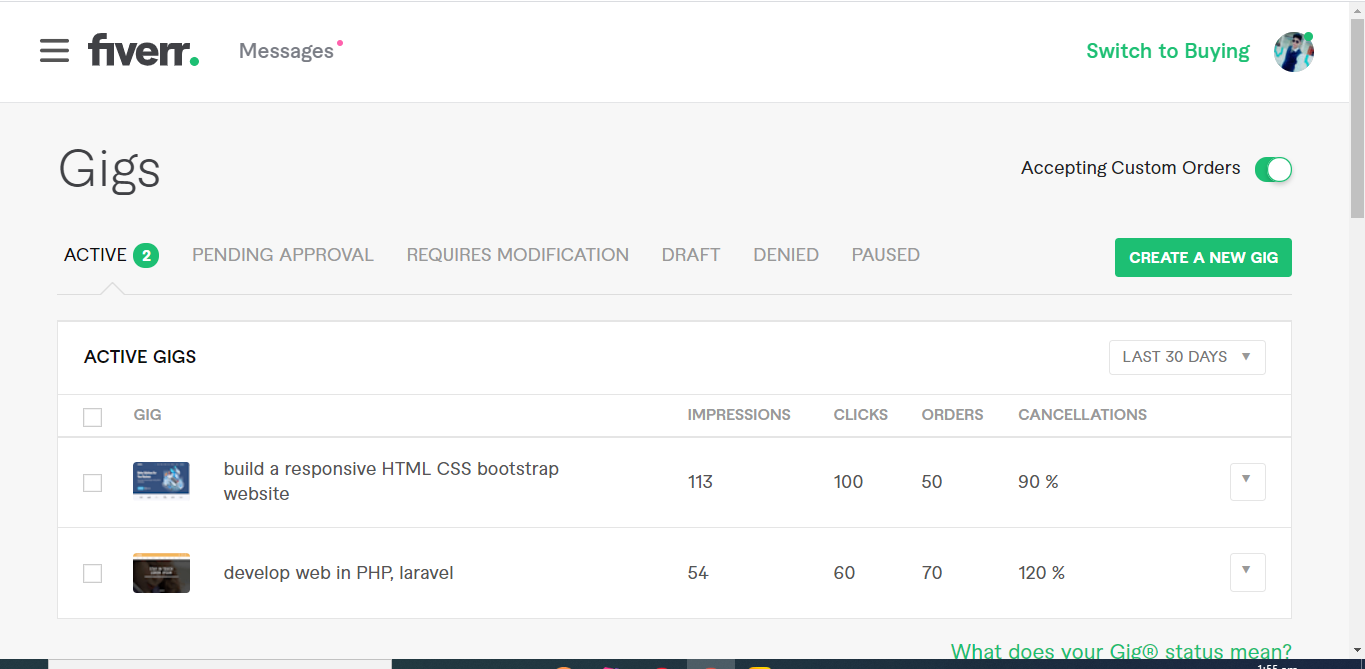 fiverr.
Messages
Switch to Buying
Gigs
Accepting Custom Orders
ACTIVE 2 PENDING APPROVAL REQUIRES MODIFICATION DRAFT DENIED PAUSED
CREATE A NEW GIG
ACTIVE GIGS
LAST 30 DAYS
GIG IMPRESSIONS CLICKS ORDERS CANCELLATIONS
build a responsive HTML CSS bootstrap
website
113 100 50 90 %
develop web in PHP, laravel 54 60 70 120 %
What does your Gig® status mean?